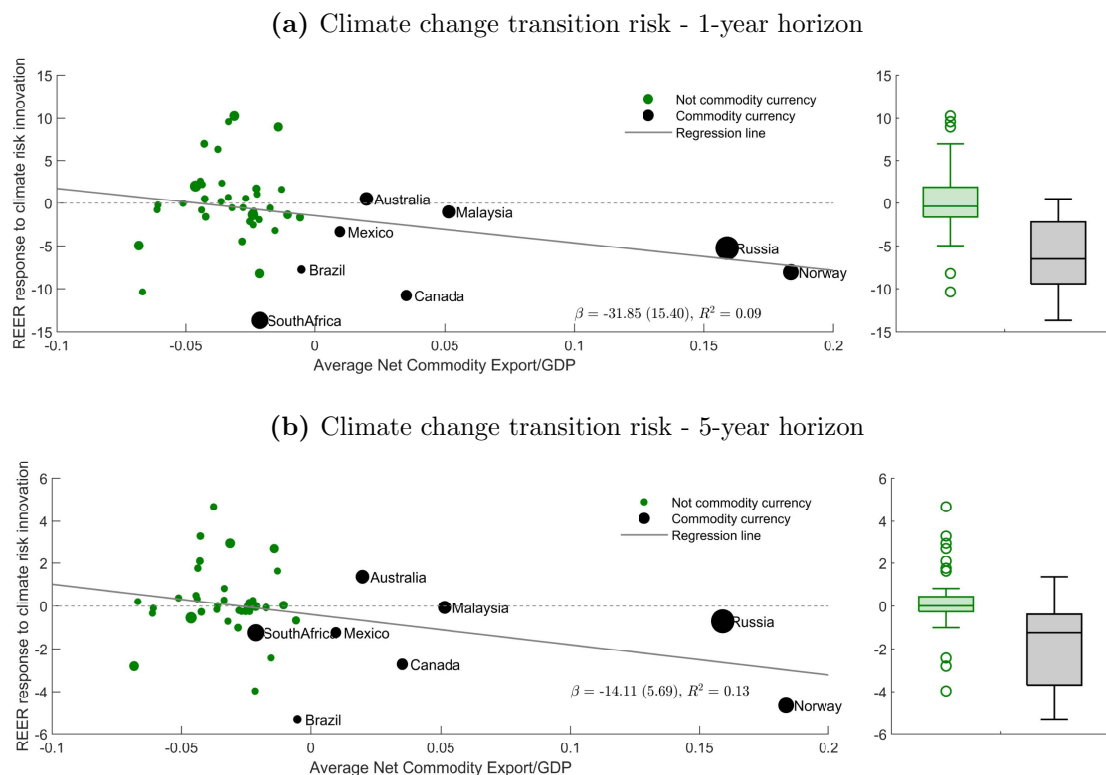 (a) Climate change transition risk - 1-year horizon
REER response to climate risk innovation
15
10
5
0
-5
-10
-15
Not commodity currency
Commodity currency
Regression line
Australia
Malaysia
Mexico
Russia
Brazil
Norway
Canada
SouthAfrica
β = -31.85 (15.40), R² = 0.09
-0.1
-0.05
0
0.05
0.1
0.15
0.2
Average Net Commodity Export/GDP
15
10
5
0
-5
-10
-15
(b) Climate change transition risk - 5-year horizon
REER response to climate risk innovation
6
4
2
0
-2
-4
-6
Not commodity currency
Commodity currency
Regression line
Australia
Malaysia
Russia
SouthAfrica
Mexico
Canada
Norway
Brazil
β = -14.11 (5.69), R² = 0.13
-0.1
-0.05
0
0.05
0.1
0.15
0.2
Average Net Commodity Export/GDP
6
4
2
0
-2
-4
-6